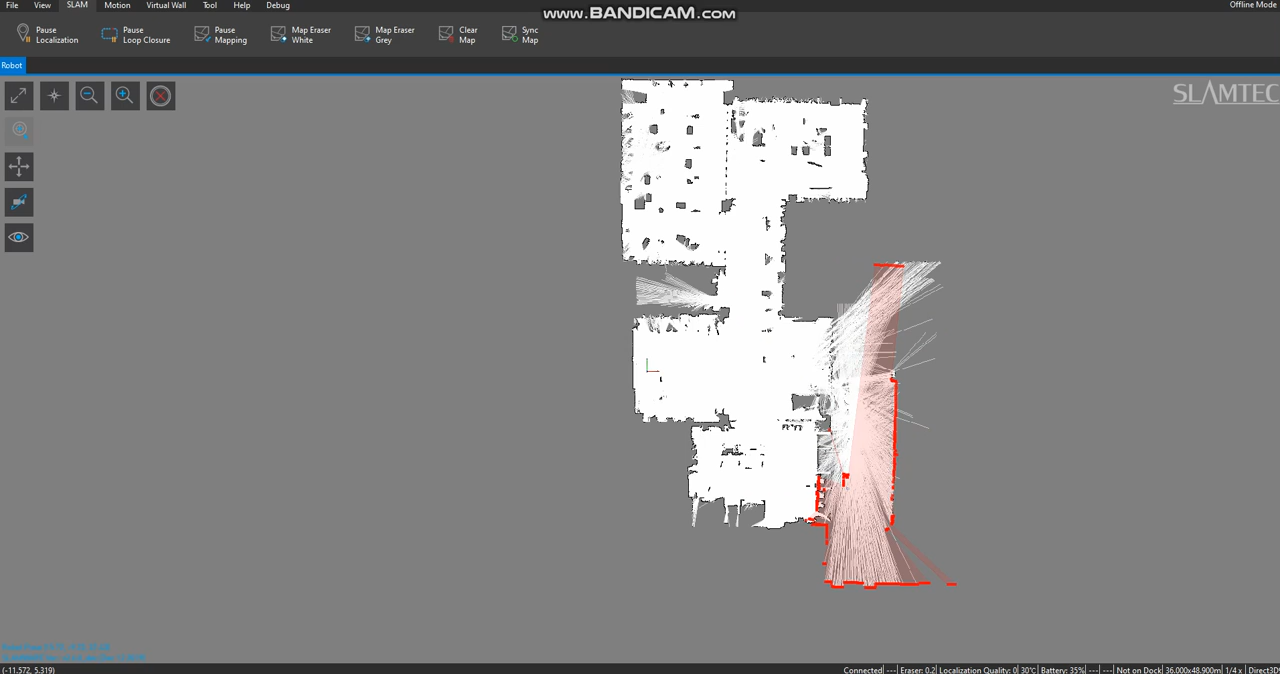 www.BANDICAM.com
File View SLAM Motion Virtual Wall Tool Help Debug Offline Mode
Pause Localization
Pause Loop Closure
Pause Mapping
Map Eraser White
Map Eraser Grey
Clear Map
Sync Map
Robot
SLAMTEC
(-11.572, 5.319)
Connected --- Eraser: 0.2 Localization Quality: 0 30°C Battery: 35% --- --- Not on Dock 36.000x48.900m 1/4 x Direct3D